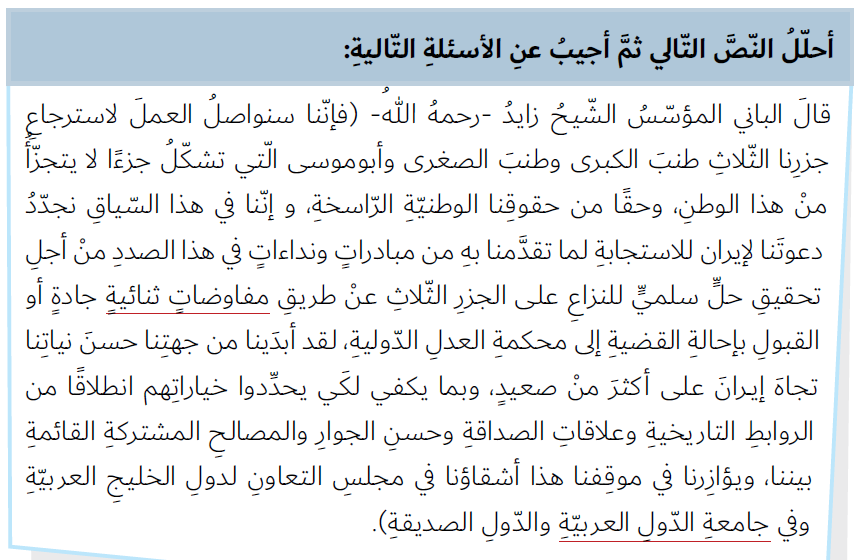 أحلّلُ النّصَّ التّالي ثمَّ أجيبُ عنِ الأسئلةِ التّاليةِ:
قالَ الباني المؤسّسُ الشّيخُ زايدُ -رحمهُ اللّهُ- (فإنّنا سنواصلُ العملَ لاسترجاعِ
جزرِنا الثّلاثِ طنبَ الكبرى وطنبَ الصغرى وأبوموسى الّتي تشكّلُ جزءًا لا يتجزّأُ
منْ هذا الوطنِ، وحقًا من حقوقِنا الوطنيّةِ الرّاسخةِ، و إنّنا في هذا السّياقِ نجدّدُ
دعوتَنا لإيران للاستجابةِ لما تقدَّمنا بهِ من مبادراتٍ ونداءاتٍ في هذا الصددِ منْ أجلِ
تحقيقِ حلٍّ سلميٍّ للنزاعِ على الجزرِ الثّلاثِ عنْ طريقِ مفاوضاتٍ ثنائيةٍ جادةٍ أو
القبولِ بإحالةِ القضيةِ إلى محكمةِ العدلِ الدّوليةِ، لقد أبدَينا من جهتِنا حسنَ نياتِنا
تجاهَ إيرانَ على أكثرَ منْ صعيدٍ، وبما يكفي لكَي يحدِّدوا خياراتِهم انطلاقًا من
الروابطِ التاريخيةِ وعلاقاتِ الصداقةِ وحسنِ الجوارِ والمصالحِ المشتركةِ القائمةِ
بيننا، ويؤازِرنا في موقِفنا هذا أشقاؤنا في مجلسِ التعاونِ لدولِ الخليجِ العربيّةِ
وفي جامعةِ الدّولِ العربيّةِ والدّولِ الصديقةِ).